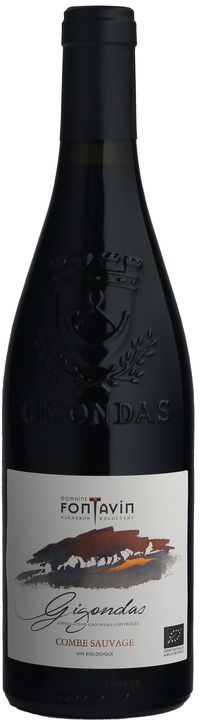 GIGONDAS
DOMAINE
FONTAVIN
VIGNERON RÉCOLTANT
Gigondas
APPELLATION GIGONDAS CONTRÔLÉE
COMBE SAUVAGE
VIN BIOLOGIQUE